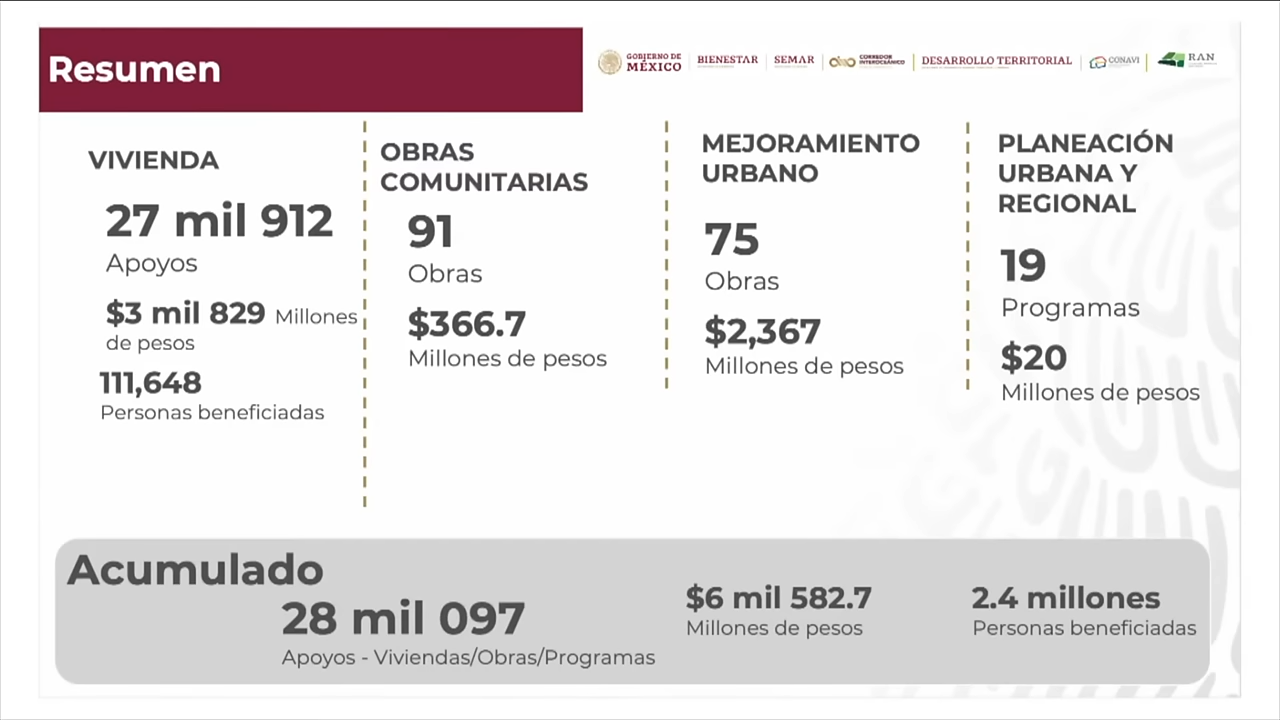 Resumen
GOBIERNO DE
MÉXICO
BIENESTAR
SEMAR
CORREDOR
INTEROCEÁNICO
DESARROLLO TERRITORIAL
CONAVI
RAN
VIVIENDA
27 mil 912
Apoyos
$3 mil 829 Millones
de pesos
111,648
Personas beneficiadas
OBRAS
COMUNITARIAS
91
Obras
$366.7
Millones de pesos
MEJORAMIENTO
URBANO
75
Obras
$2,367
Millones de pesos
PLANEACIÓN
URBANA Y
REGIONAL
19
Programas
$20
Millones de pesos
Acumulado
28 mil 097
Apoyos - Viviendas/Obras/Programas
$6 mil 582.7
Millones de pesos
2.4 millones
Personas beneficiadas